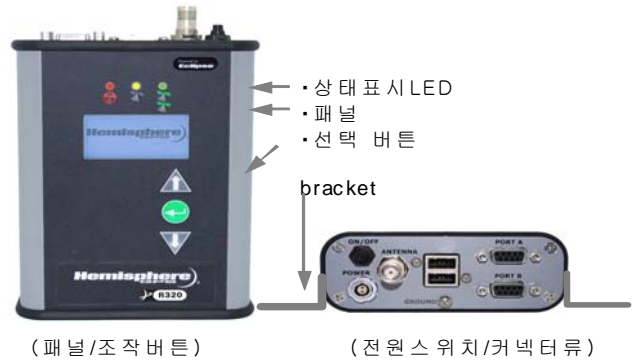 Powered by
Eclipse
·상태표시LED
·패널
·선택 버튼
Hemisphere
bracket
ON/OFF
ANTENNA
PORT A
POWER
PORT B
GROUND
Hemisphere
R320
(패널/조작버튼)
(전원스위치/커넥터류)